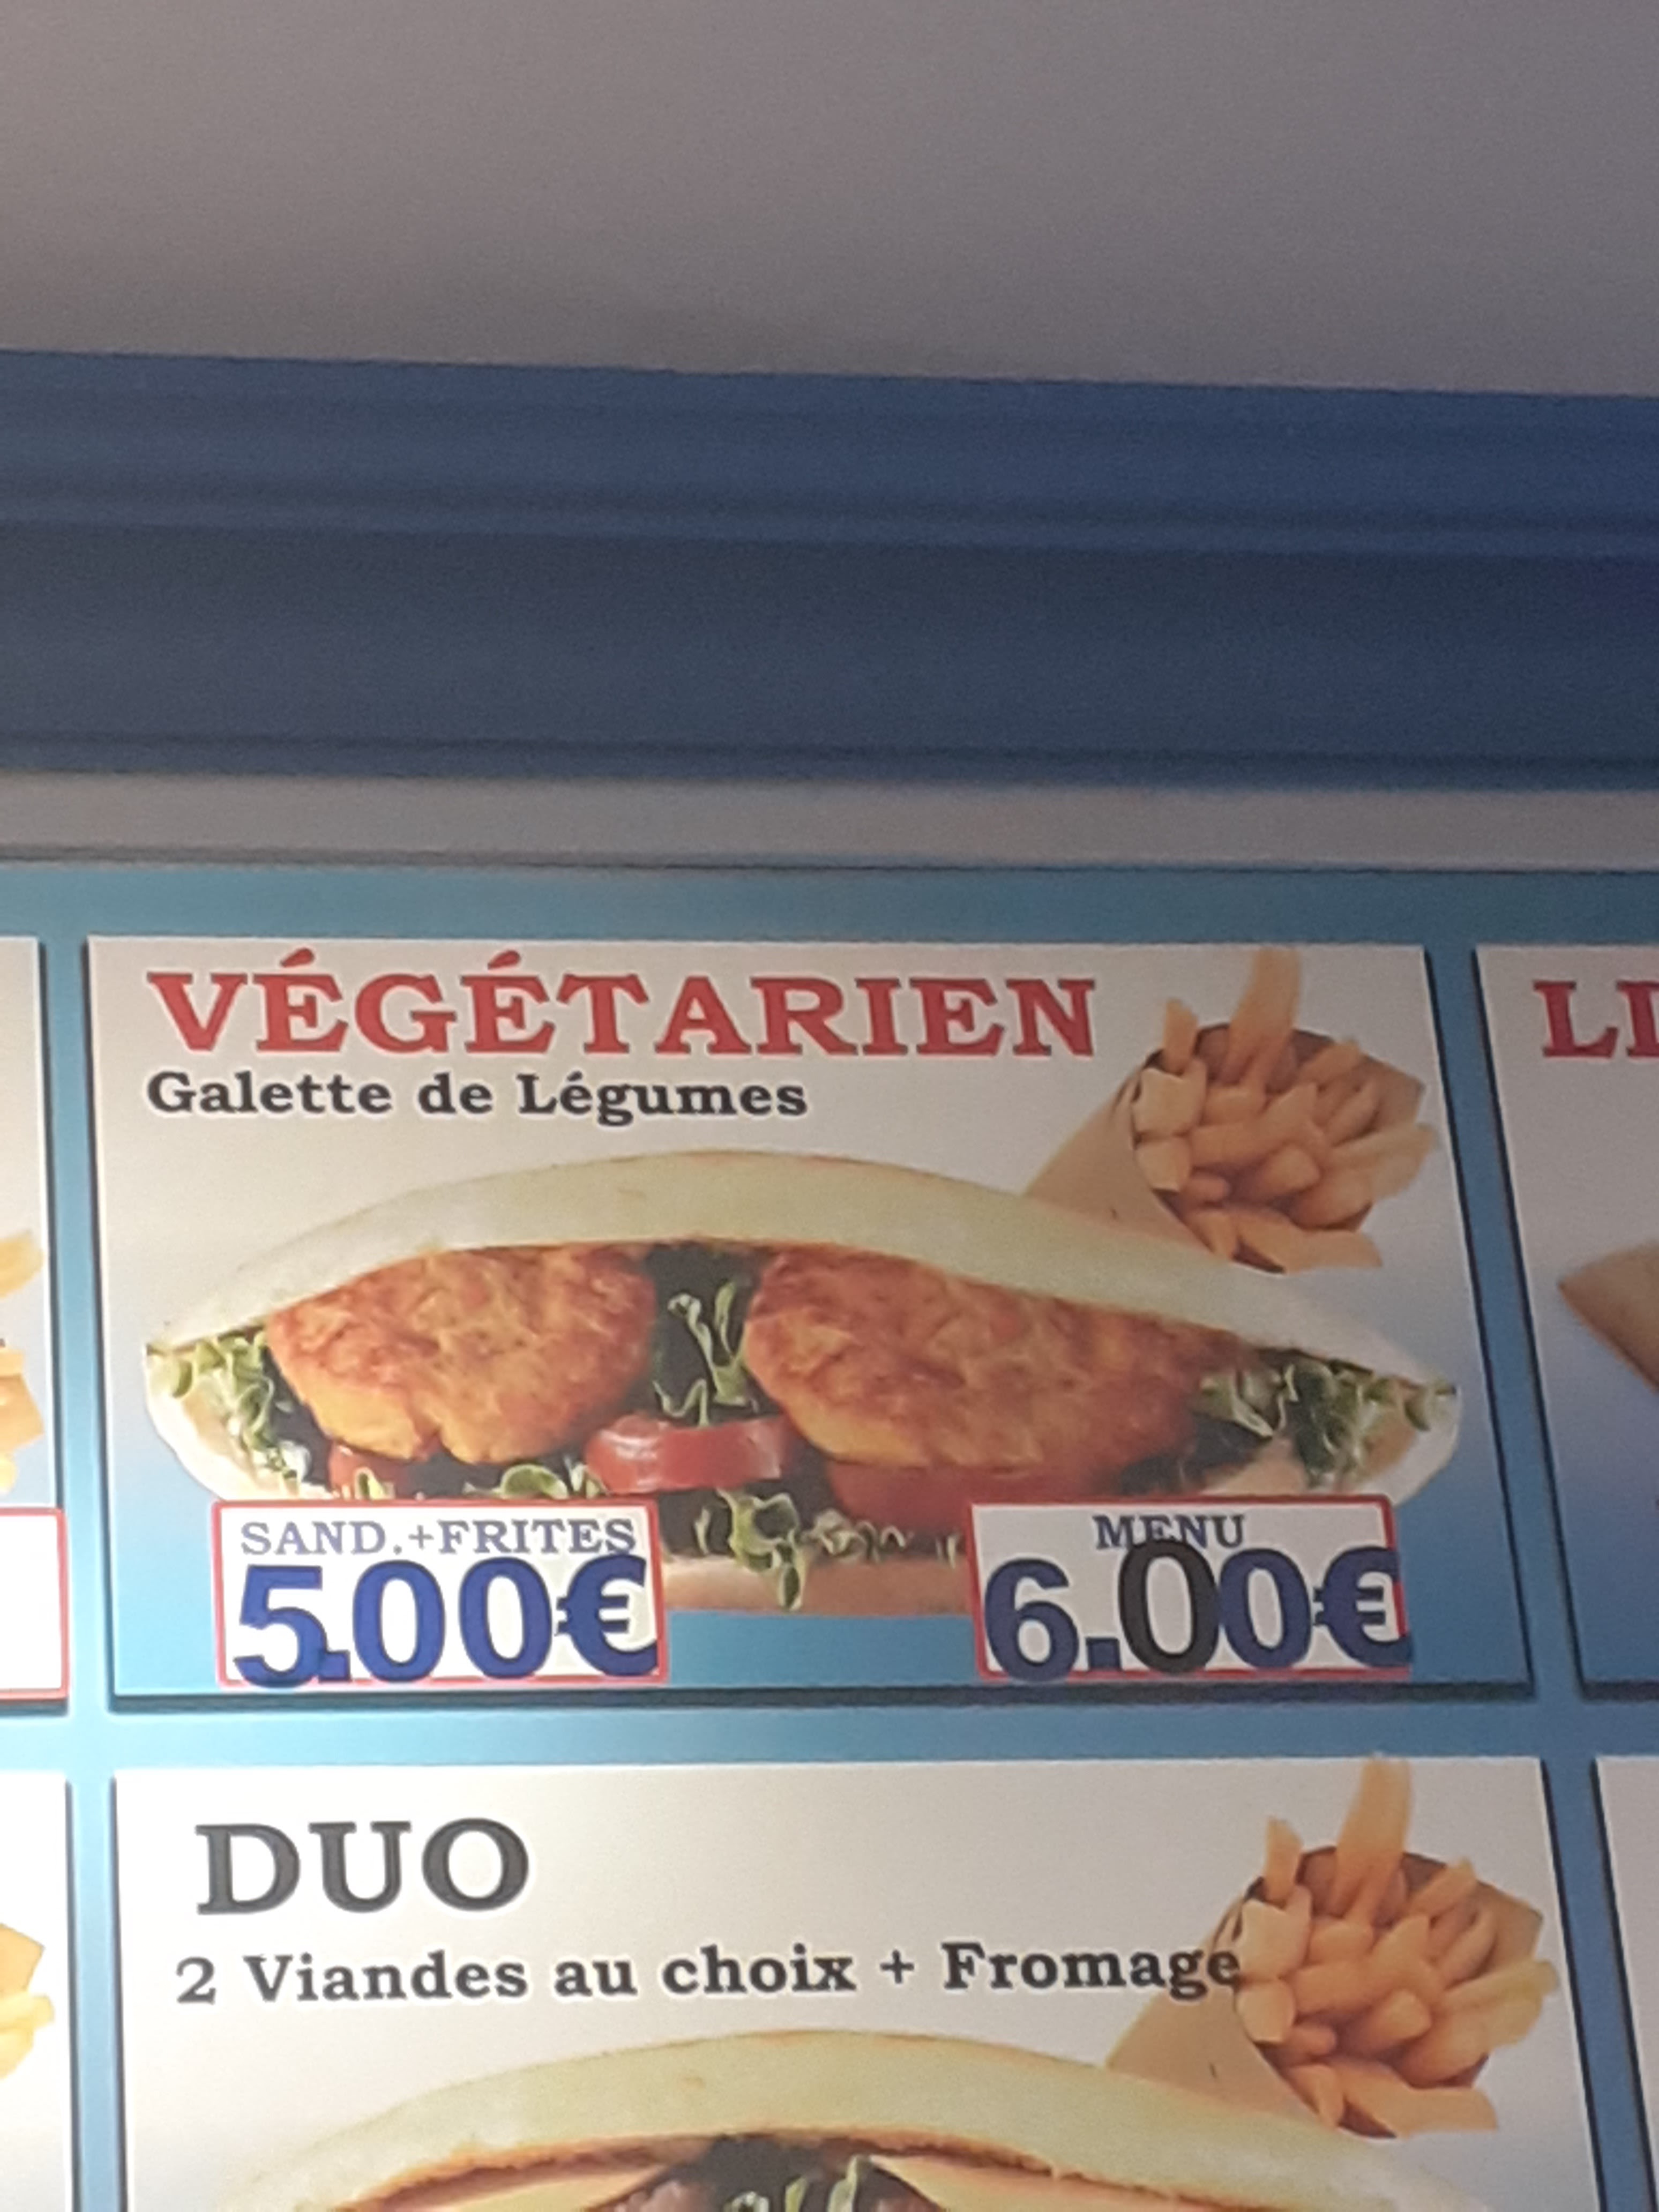 VÉGÉTARIEN
Galette de Légumes
SAND.+FRITES
5.00€
MENU
6.00€
DUO
2 Viandes au choix + Fromage